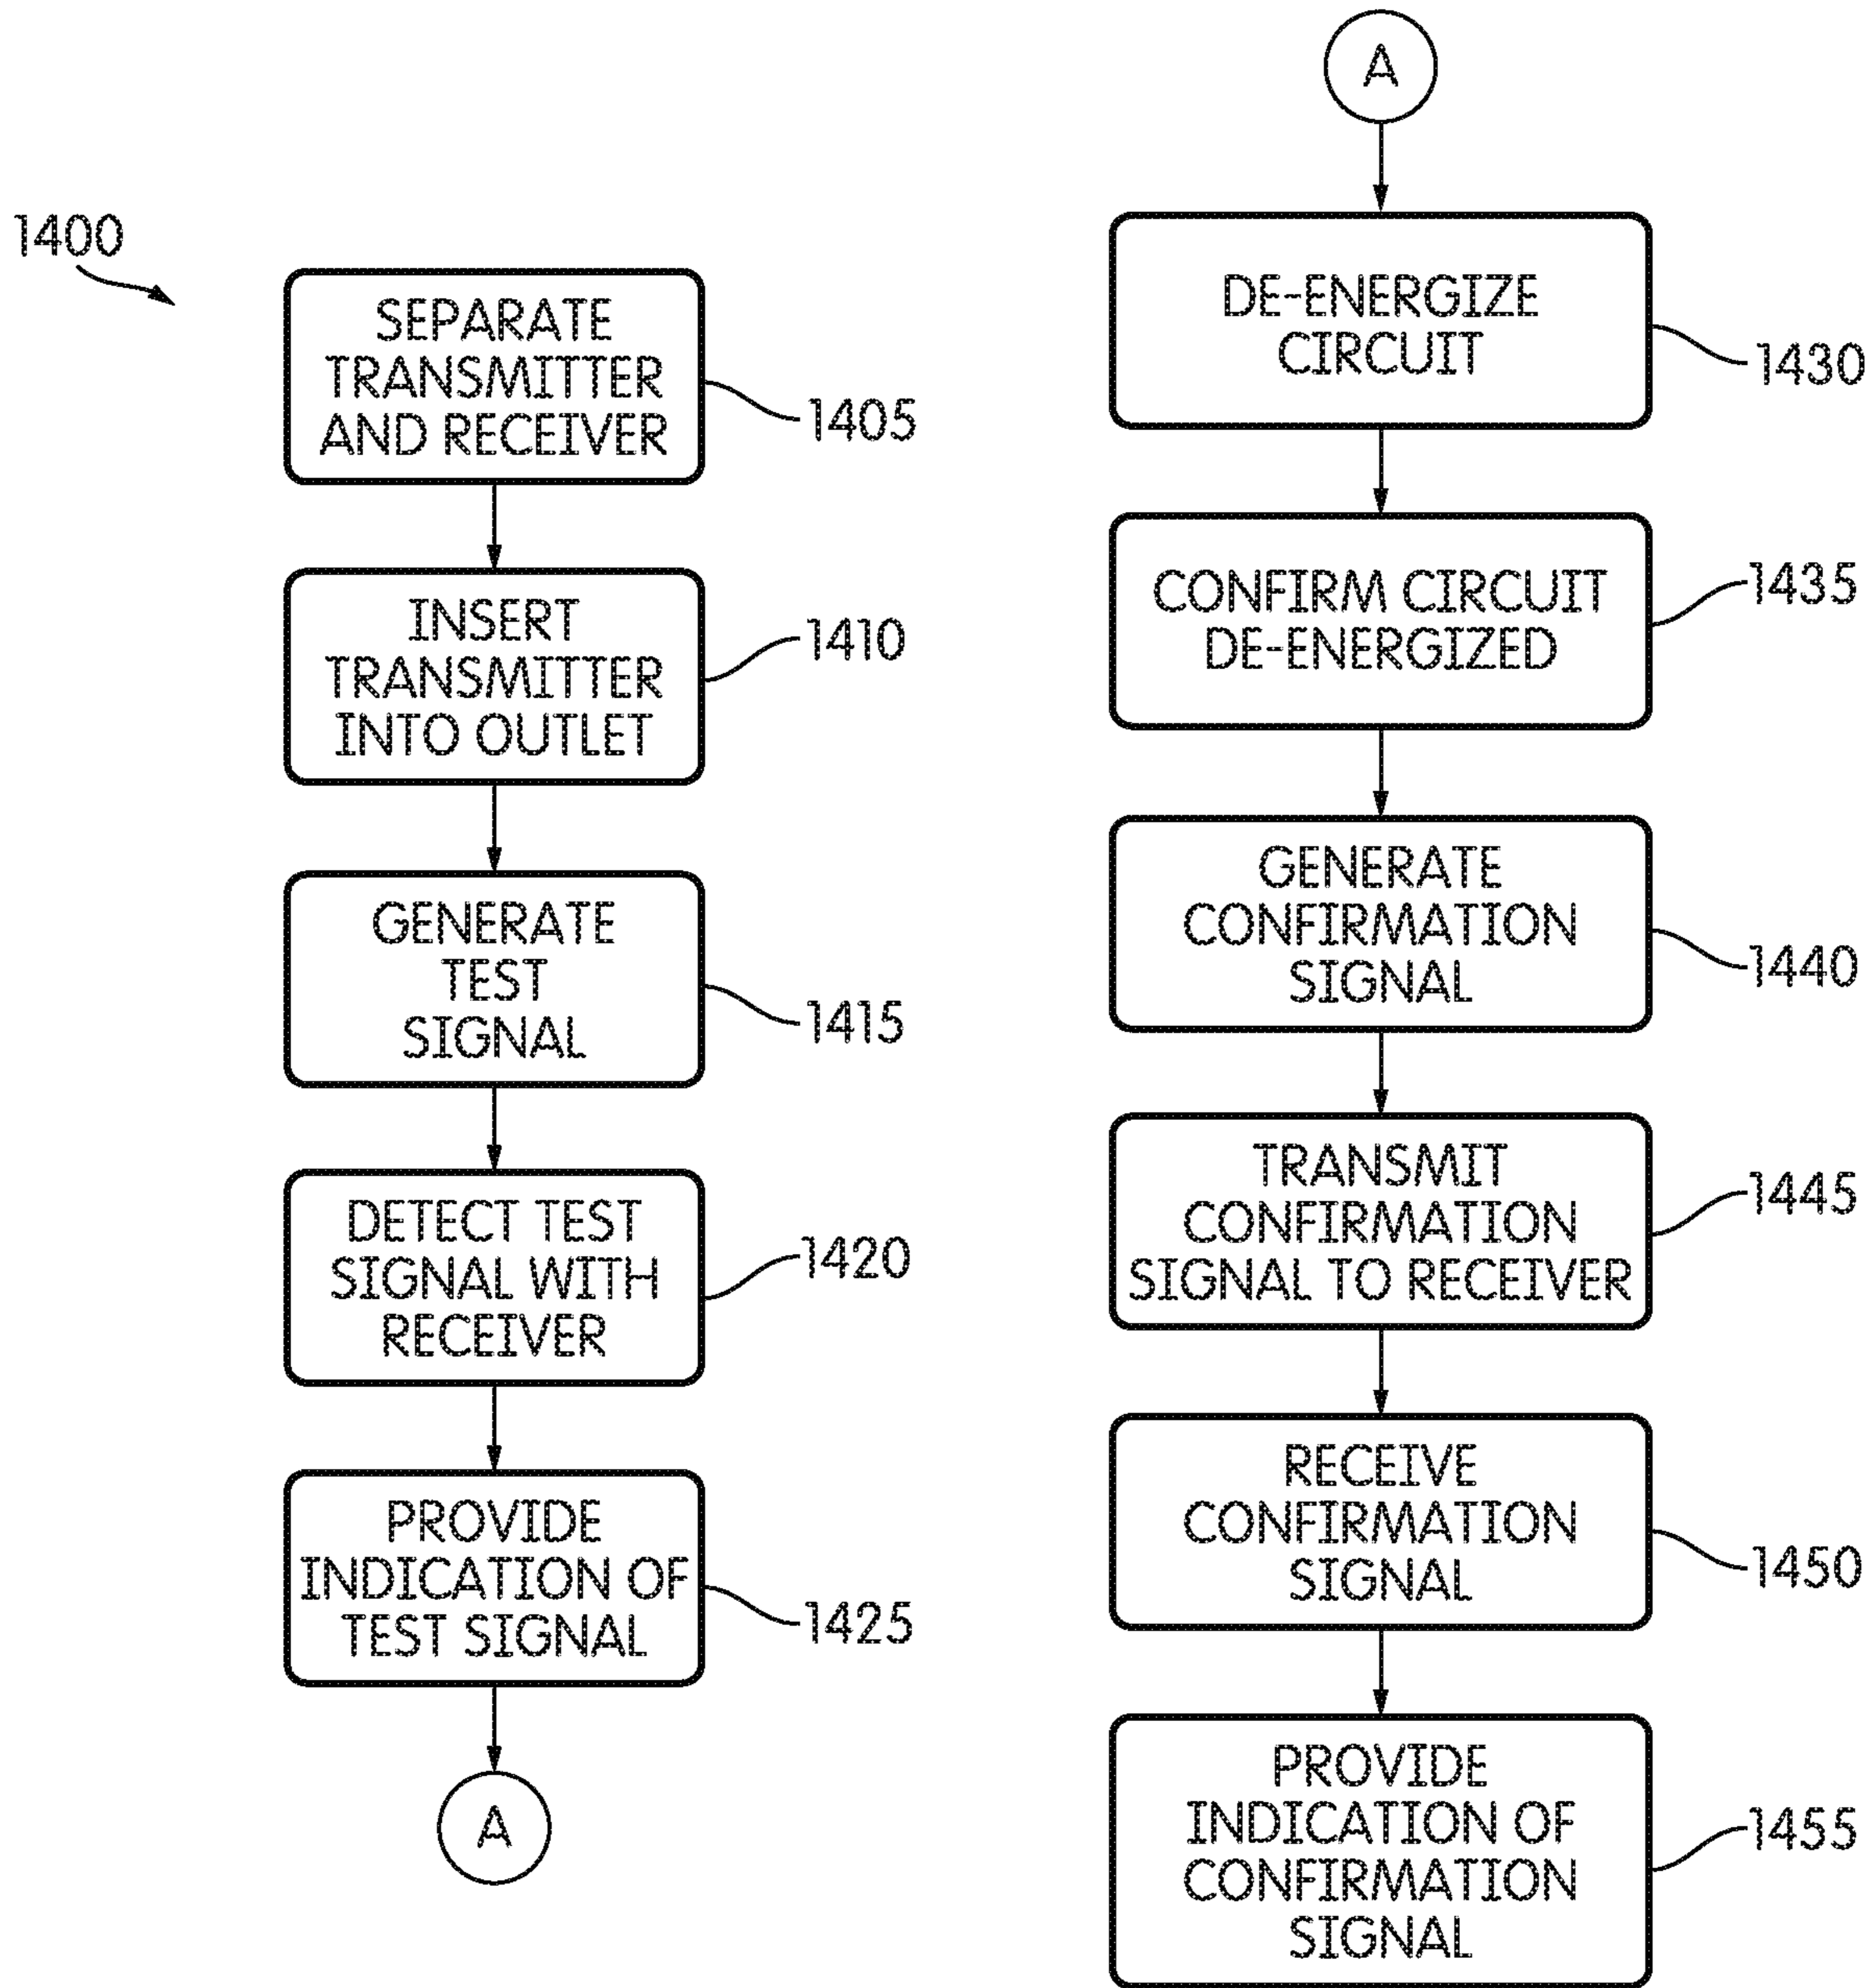 1400
SEPARATE
TRANSMITTER
AND RECEIVER
1405
INSERT
TRANSMITTER
INTO OUTLET
1410
GENERATE
TEST
SIGNAL
1415
DETECT TEST
SIGNAL WITH
RECEIVER
1420
PROVIDE
INDICATION OF
TEST SIGNAL
1425
A
A
DE-ENERGIZE
CIRCUIT
1430
CONFIRM CIRCUIT
DE-ENERGIZED
1435
GENERATE
CONFIRMATION
SIGNAL
1440
TRANSMIT
CONFIRMATION
SIGNAL TO RECEIVER
1445
RECEIVE
CONFIRMATION
SIGNAL
1450
PROVIDE
INDICATION OF
CONFIRMATION
SIGNAL
1455